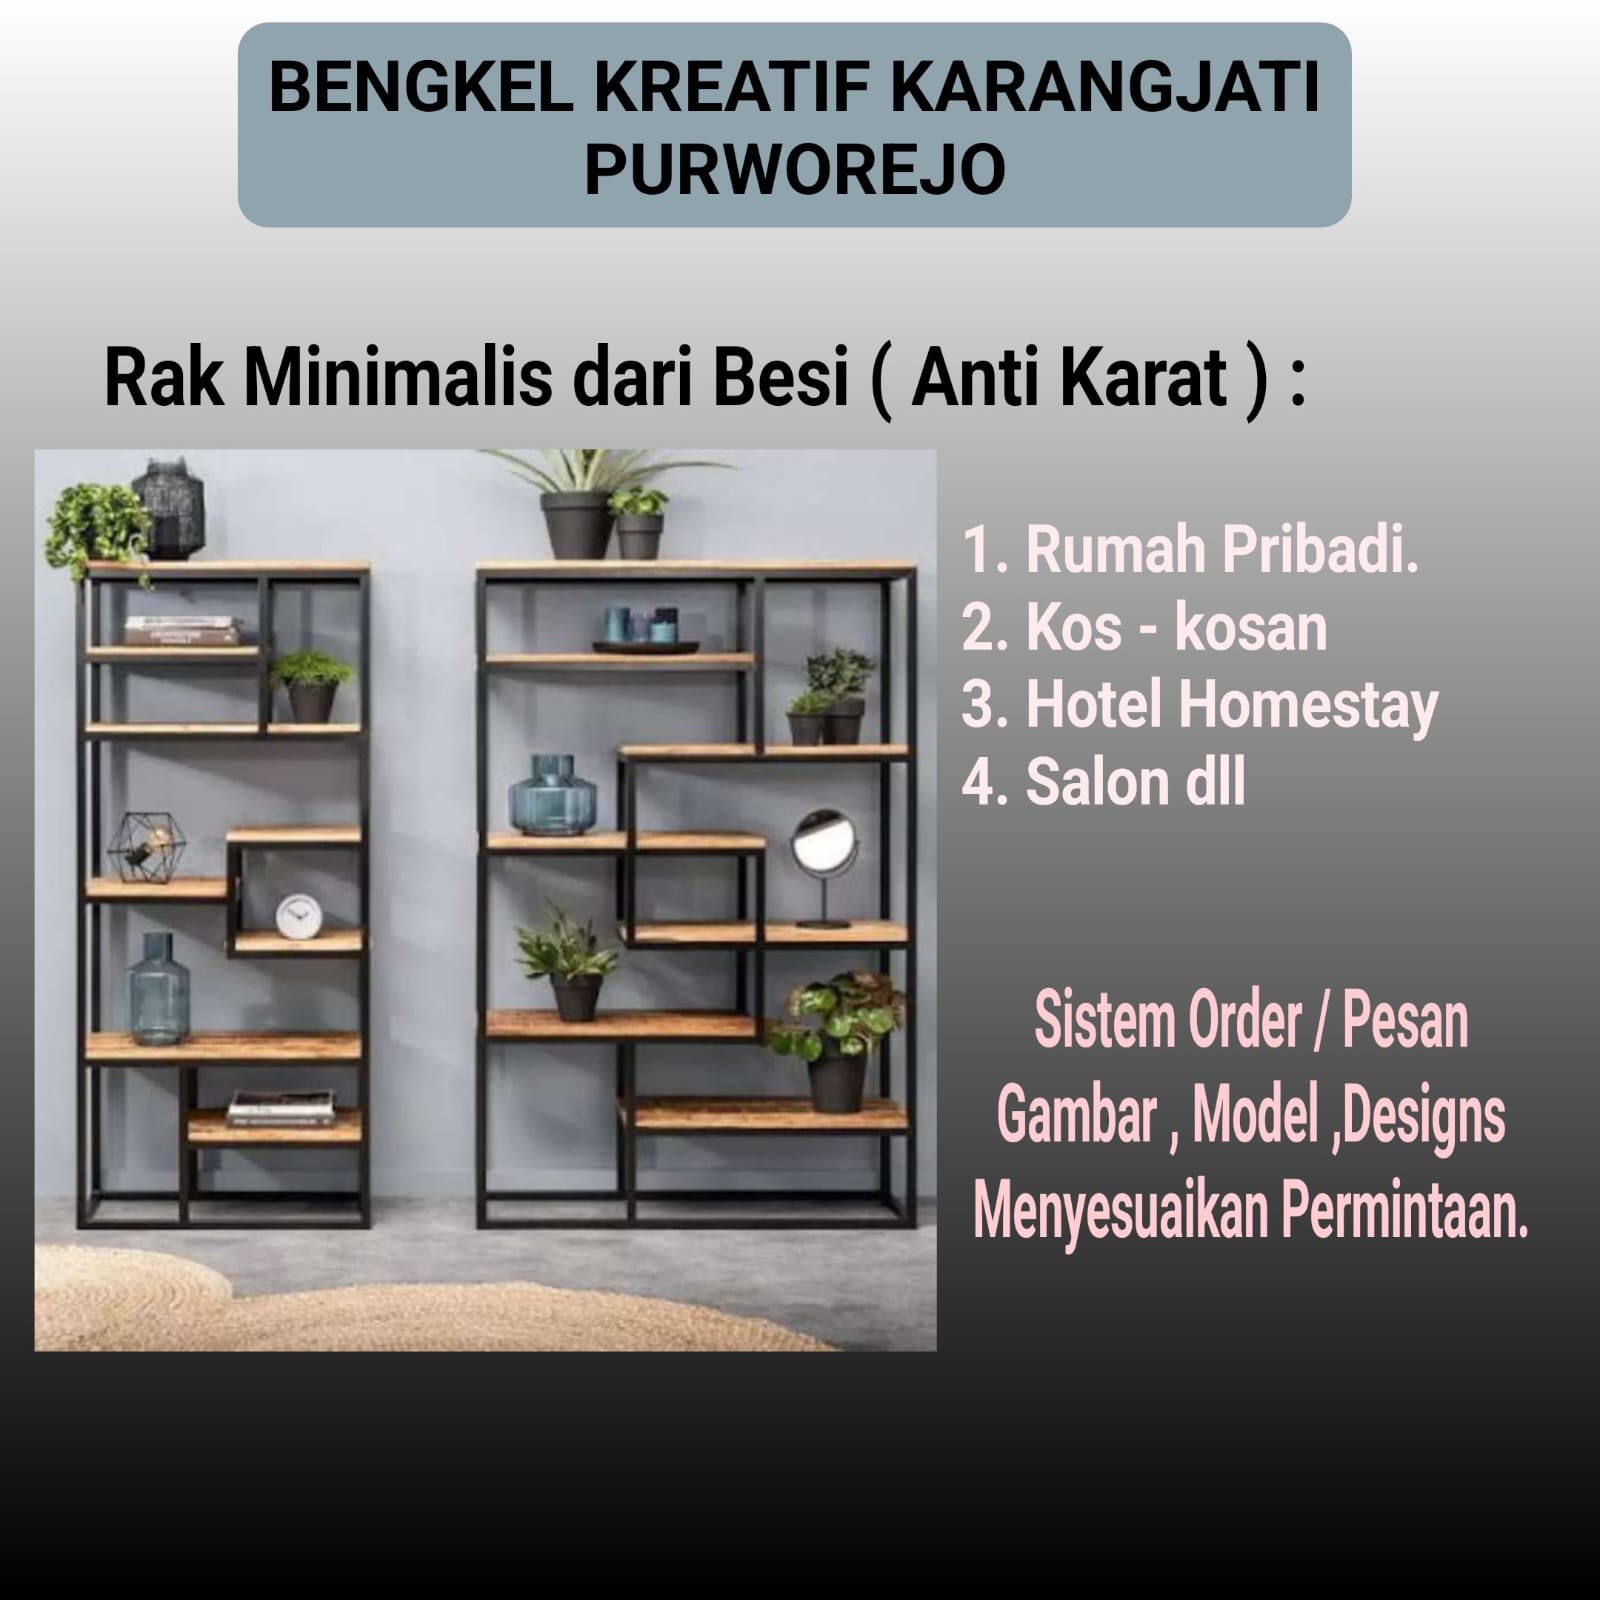 BENGKEL KREATIF KARANGJATI
PURWOREJO
Rak Minimalis dari Besi ( Anti Karat ) :
1. Rumah Pribadi.
2. Kos - kosan
3. Hotel Homestay
4. Salon dll
Sistem Order / Pesan
Gambar , Model ,Designs
Menyesuaikan Permintaan.